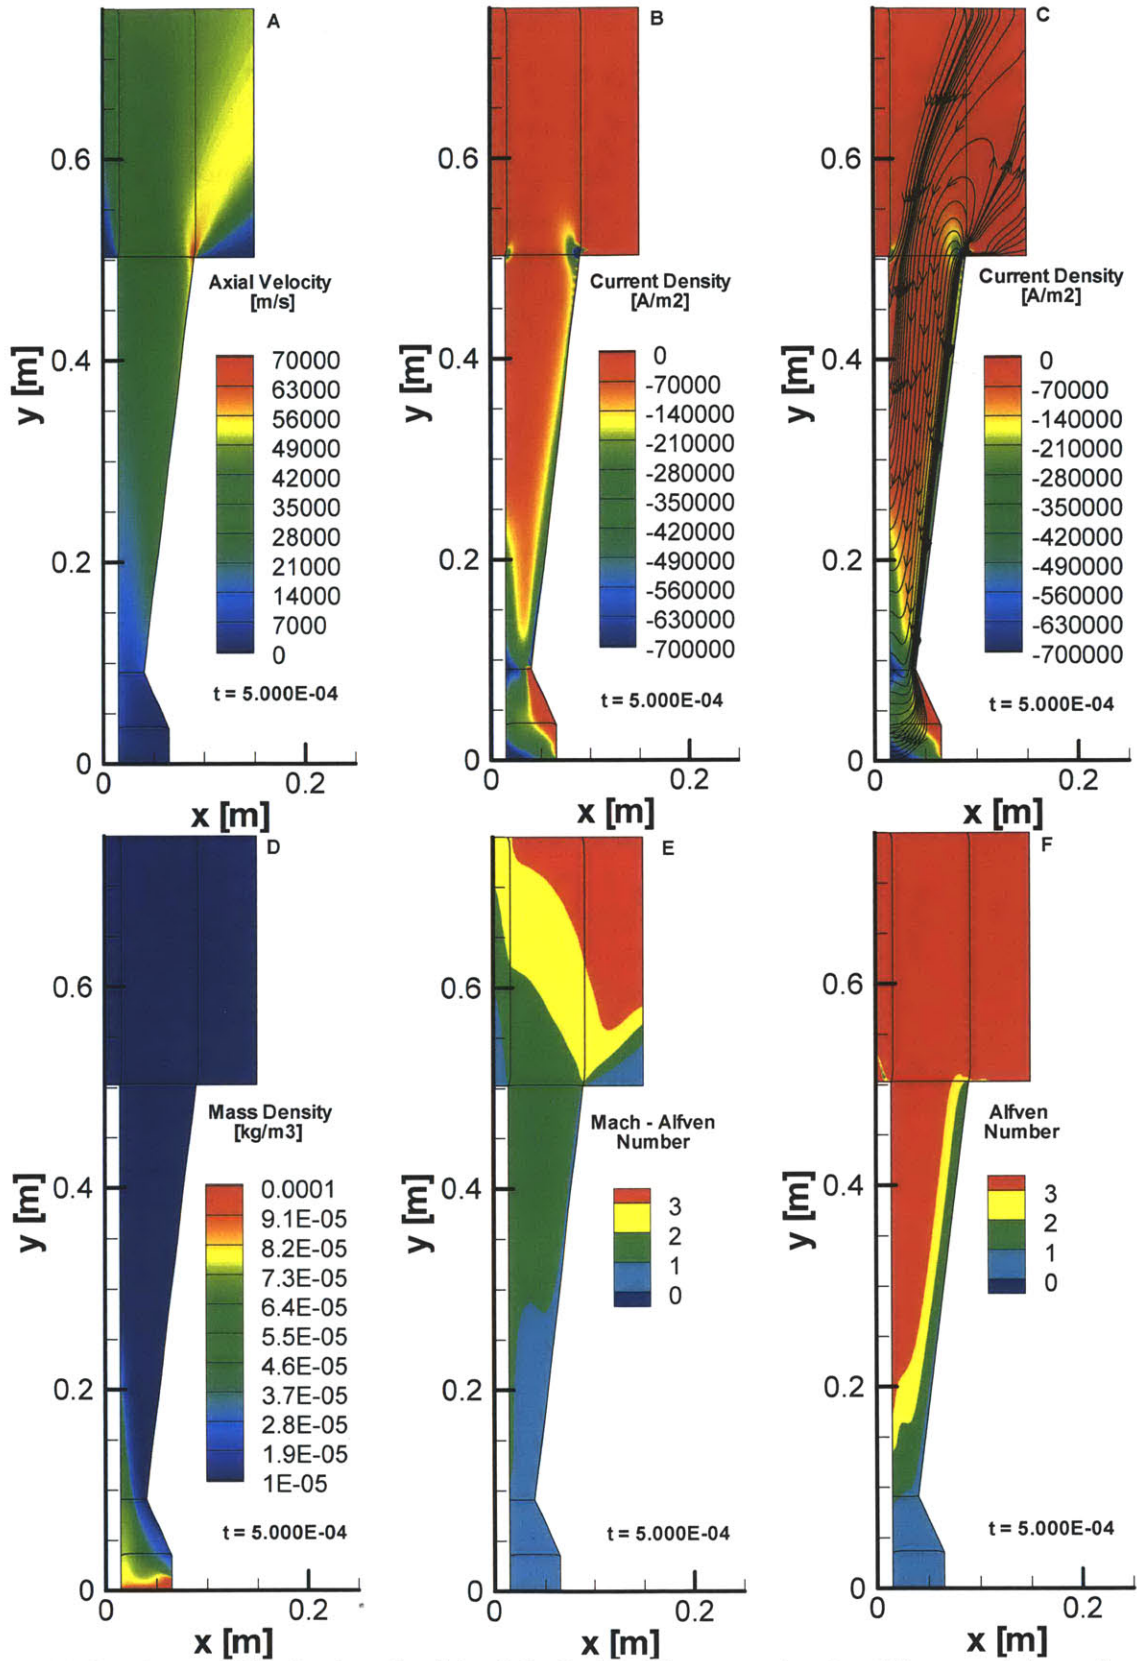 A
0.6
0.4
0.2
0
y [m]
0
0.2
x [m]
Axial Velocity
[m/s]
70000
63000
56000
49000
42000
35000
28000
21000
14000
7000
0
t = 5.000E-04
B
0.6
0.4
0.2
0
y [m]
0
0.2
x [m]
Current Density
[A/m2]
0
-70000
-140000
-210000
-280000
-350000
-420000
-490000
-560000
-630000
-700000
t = 5.000E-04
C
0.6
0.4
0.2
0
y [m]
0
0.2
x [m]
Current Density
[A/m2]
0
-70000
-140000
-210000
-280000
-350000
-420000
-490000
-560000
-630000
-700000
t = 5.000E-04
D
0.6
0.4
0.2
0
y [m]
0
0.2
x [m]
Mass Density
[kg/m3]
0.0001
9.1E-05
8.2E-05
7.3E-05
6.4E-05
5.5E-05
4.6E-05
3.7E-05
2.8E-05
1.9E-05
1E-05
t = 5.000E-04
E
0.6
0.4
0.2
0
y [m]
0
0.2
x [m]
Mach - Alfven
Number
3
2
1
0
t = 5.000E-04
F
0.6
0.4
0.2
0
y [m]
0
0.2
x [m]
Alfven
Number
3
2
1
0
t = 5.000E-04